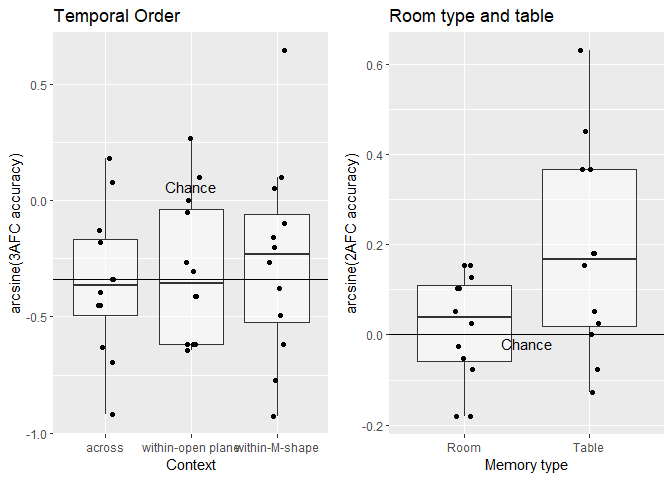 Temporal Order
arcsine(3AFC accuracy)
0.5
0.0
-0.5
-1.0
Chance
across
within-open plane
within-M-shape
Context
Room type and table
arcsine(2AFC accuracy)
0.6
0.4
0.2
0.0
-0.2
Chance
Room
Table
Memory type